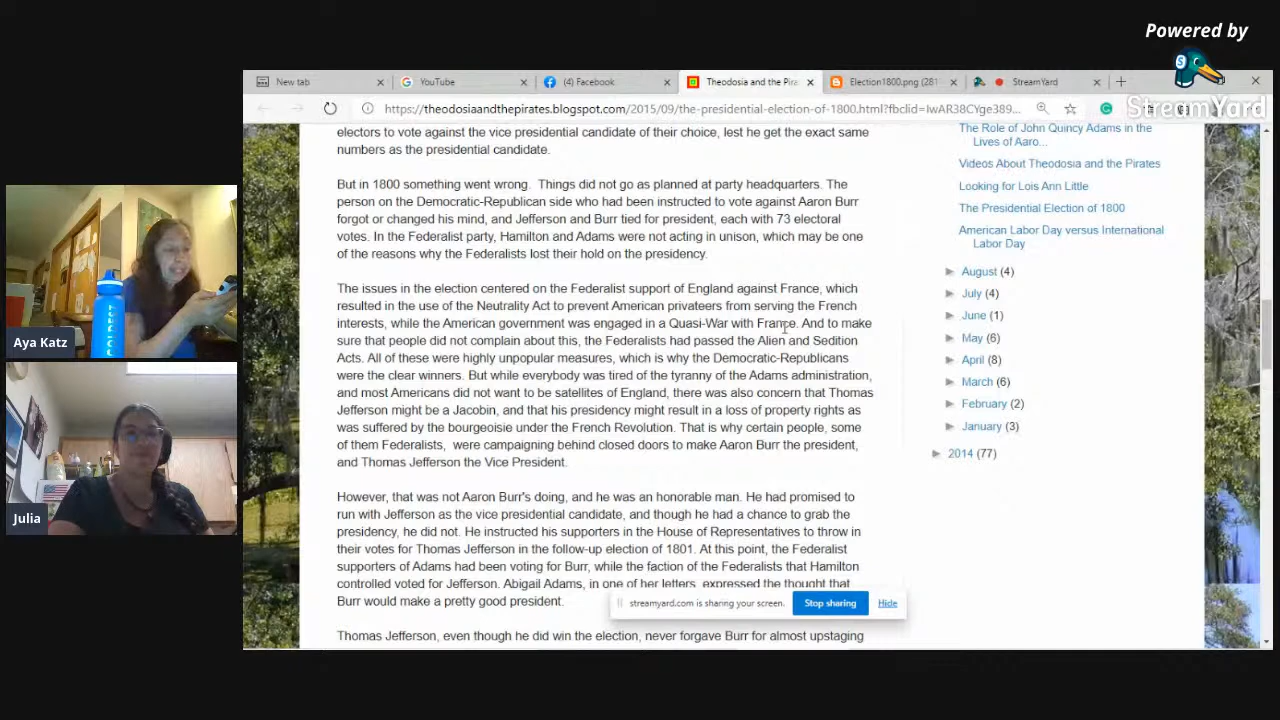 Powered by
StreamYard
New tab
YouTube
(4) Facebook
Theodosia and the Pira
Election1800.png (281
StreamYard
https://theodosiaandthepirates.blogspot.com/2015/09/the-presidential-election-of-1800.html?fbclid=IwAR38CYge389...
electors to vote against the vice presidential candidate of their choice, lest he get the exact same
numbers as the presidential candidate.
But in 1800 something went wrong. Things did not go as planned at party headquarters. The
person on the Democratic-Republican side who had been instructed to vote against Aaron Burr
forgot or changed his mind, and Jefferson and Burr tied for president, each with 73 electoral
votes. In the Federalist party, Hamilton and Adams were not acting in unison, which may be one
of the reasons why the Federalists lost their hold on the presidency.
The issues in the election centered on the Federalist support of England against France, which
resulted in the use of the Neutrality Act to prevent American privateers from serving the French
interests, while the American government was engaged in a Quasi-War with France. And to make
sure that people did not complain about this, the Federalists had passed the Alien and Sedition
Acts. All of these were highly unpopular measures, which is why the Democratic-Republicans
were the clear winners. But while everybody was tired of the tyranny of the Adams administration,
and most Americans did not want to be satellites of England, there was also concern that Thomas
Jefferson might be a Jacobin, and that his presidency might result in a loss of property rights as
was suffered by the bourgeoisie under the French Revolution. That is why certain people, some
of them Federalists, were campaigning behind closed doors to make Aaron Burr the president,
and Thomas Jefferson the Vice President.
However, that was not Aaron Burr's doing, and he was an honorable man. He had promised to
run with Jefferson as the vice presidential candidate, and though he had a chance to grab the
presidency, he did not. He instructed his supporters in the House of Representatives to throw in
their votes for Thomas Jefferson in the follow-up election of 1801. At this point, the Federalist
supporters of Adams had been voting for Burr, while the faction of the Federalists that Hamilton
controlled voted for Jefferson. Abigail Adams, in one of her letters, expressed the thought that
Burr would make a pretty good president.
Thomas Jefferson, even though he did win the election, never forgave Burr for almost upstaging
The Role of John Quincy Adams in the
Lives of Aaro...
Videos About Theodosia and the Pirates
Looking for Lois Ann Little
The Presidential Election of 1800
American Labor Day versus International
Labor Day
August (4)
July (4)
June (1)
May (6)
April (8)
March (6)
February (2)
January (3)
2014 (77)
streamyard.com is sharing your screen.
Stop sharing
Hide
Aya Katz
Julia